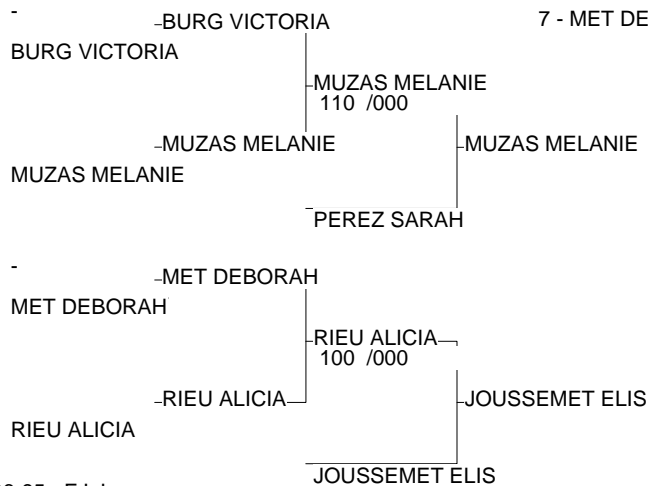 -
BURG VICTORIA
7 - MET DE
BURG VICTORIA
MUZAS MELANIE
110 /000
MUZAS MELANIE
MUZAS MELANIE
MUZAS MELANIE
PEREZ SARAH
-
MET DEBORAH
MET DEBORAH
RIEU ALICIA
100 /000
RIEU ALICIA
JOUSSEMET ELIS
RIEU ALICIA
JOUSSEMET ELIS